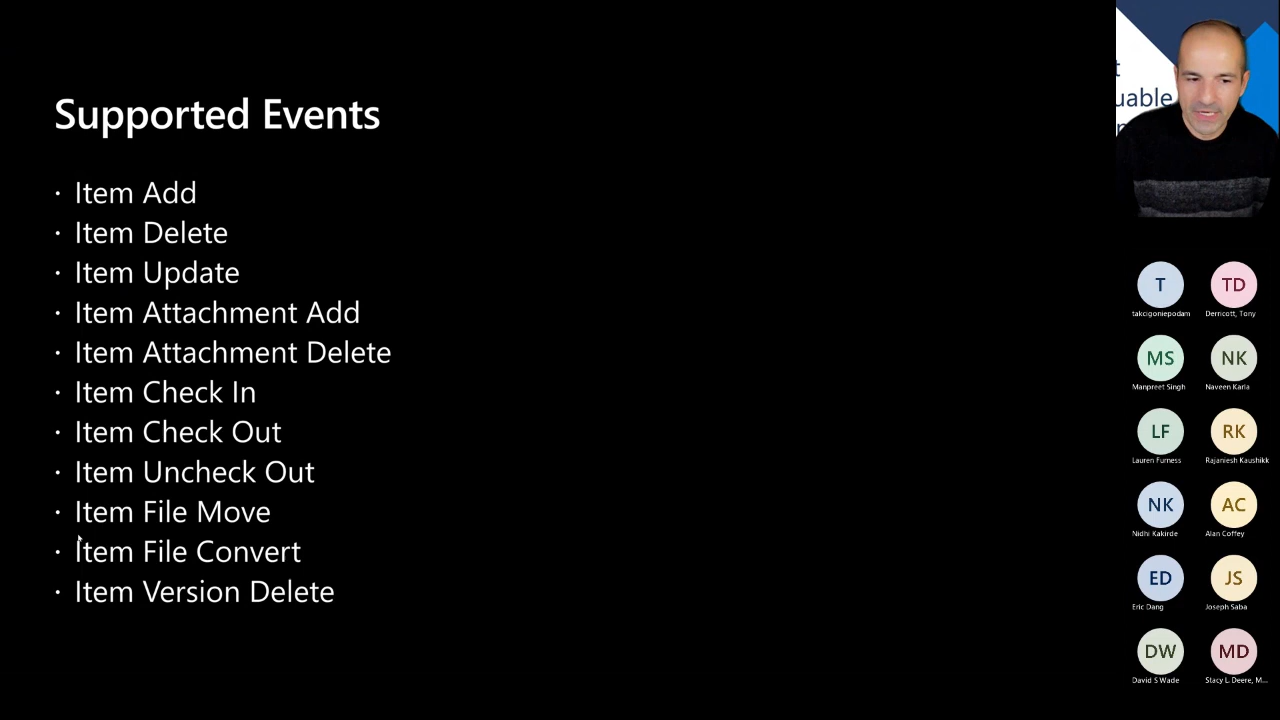 Supported Events
· Item Add
· Item Delete
· Item Update
· Item Attachment Add
· Item Attachment Delete
· Item Check In
· Item Check Out
· Item Uncheck Out
· Item File Move
· Item File Convert
· Item Version Delete
t
uable
T
TD
takcigoniepodam
Derricott, Tony
MS
NK
Manpreet Singh
Naveen Karla
LF
RK
Lauren Furness
Rajaniesh Kaushikk
NK
AC
Nidhi Kakirde
Alan Coffey
ED
JS
Eric Dang
Joseph Saba
DW
MD
David S Wade
Stacy L. Deere, M...